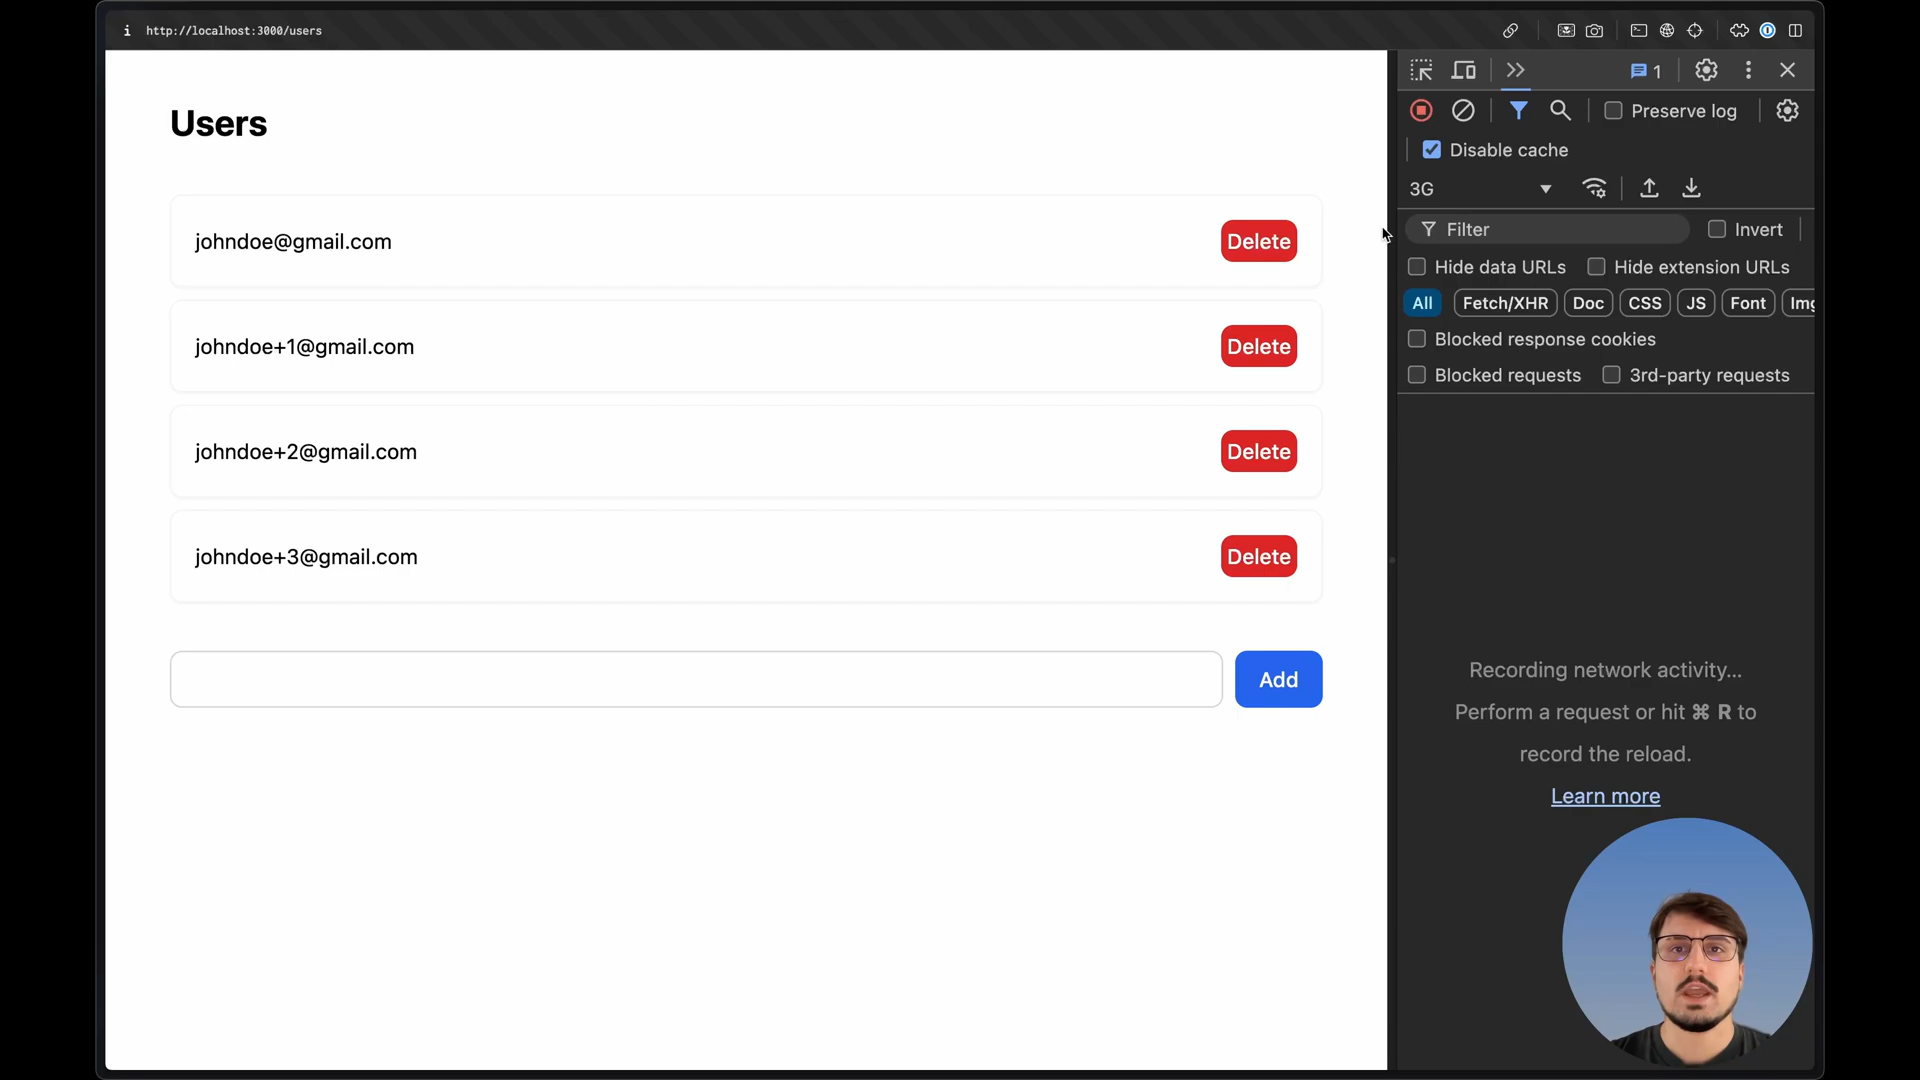 i http://localhost:3000/users
Users
johndoe@gmail.com Delete
johndoe+1@gmail.com Delete
johndoe+2@gmail.com Delete
johndoe+3@gmail.com Delete
Add
1
Preserve log
Disable cache
3G
Filter Invert
Hide data URLs Hide extension URLs
All Fetch/XHR Doc CSS JS Font Img
Blocked response cookies
Blocked requests 3rd-party requests
Recording network activity...
Perform a request or hit ⌘ R to
record the reload.
Learn more